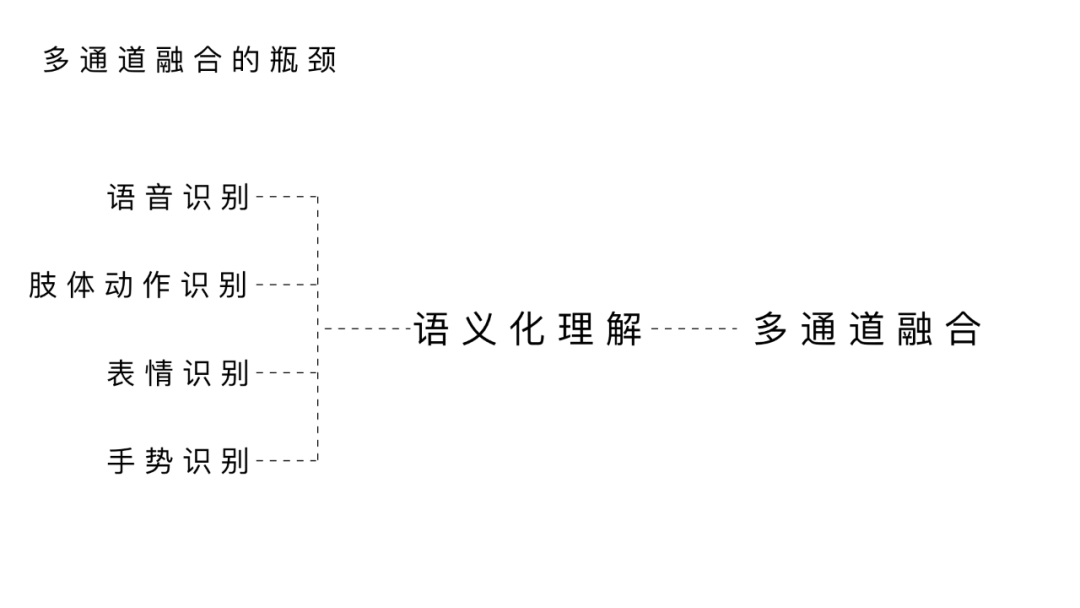 多通道融合的瓶颈
语音识别
肢体动作识别
表情识别
手势识别
语义化理解
多通道融合